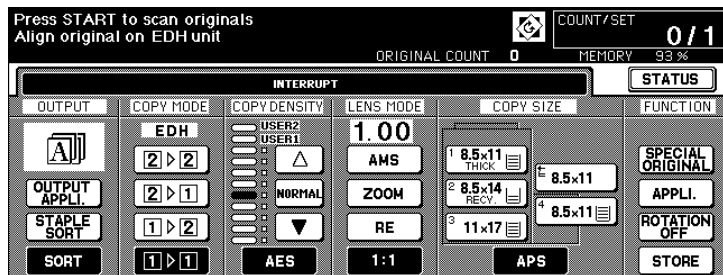 Press START to scan originals
Align original on EDH unit
COUNT/SET
0/1
ORIGINAL COUNT 0 MEMORY 93%
INTERRUPT
STATUS
OUTPUT COPY MODE COPY DENSITY LENS MODE COPY SIZE FUNCTION
A
OUTPUT APPLI.
STAPLE SORT
SORT
EDH
2 ▷ 2
2 ▷ 1
1 ▷ 2
1 ▷ 1
USER2
USER1
NORMAL
AES
1.00
AMS
ZOOM
RE
1:1
1 8.5x11
THICK
2 8.5x14
RECY.
3 11x17
8.5x11
4 8.5x11
APS
SPECIAL ORIGINAL
APPLI.
ROTATION OFF
STORE